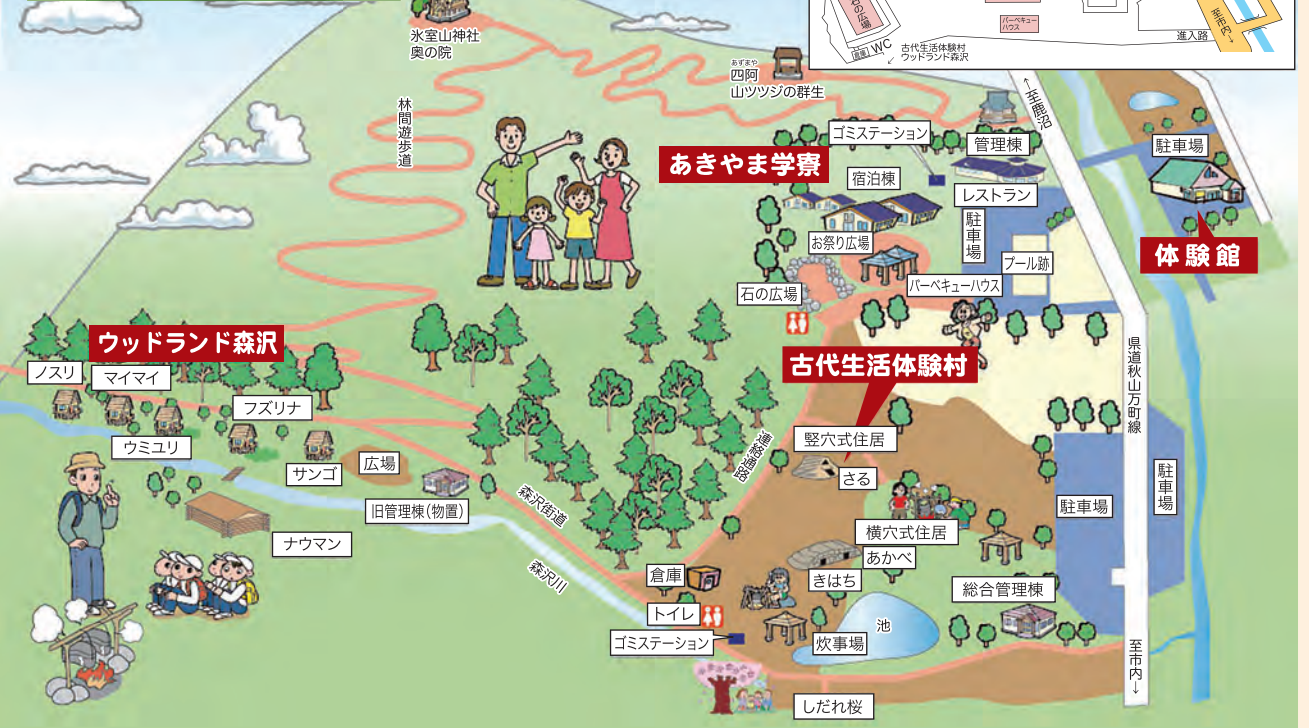 氷室山神社
奥の院
あずまや
四阿
山ツツジの群生
林間遊歩道
石の広場
倉庫
WC
古代生活体験村
ウッドランド森沢
バーベキュー
ハウス
進入路
至市内→
←至鹿沼
ゴミステーション
管理棟
駐車場
あきやま学寮
宿泊棟
レストラン
駐車場
お祭り広場
プール跡
体験館
石の広場
バーベキューハウス
ウッドランド森沢
ノスリ
マイマイ
フズリナ
ウミユリ
サンゴ
広場
旧管理棟(物置)
ナウマン
森沢街道
森沢川
連絡通路
古代生活体験村
県道秋山万町線
竪穴式住居
さる
駐車場
駐車場
横穴式住居
あかべ
きはち
倉庫
総合管理棟
トイレ
池
ゴミステーション
炊事場
至市内→
しだれ桜